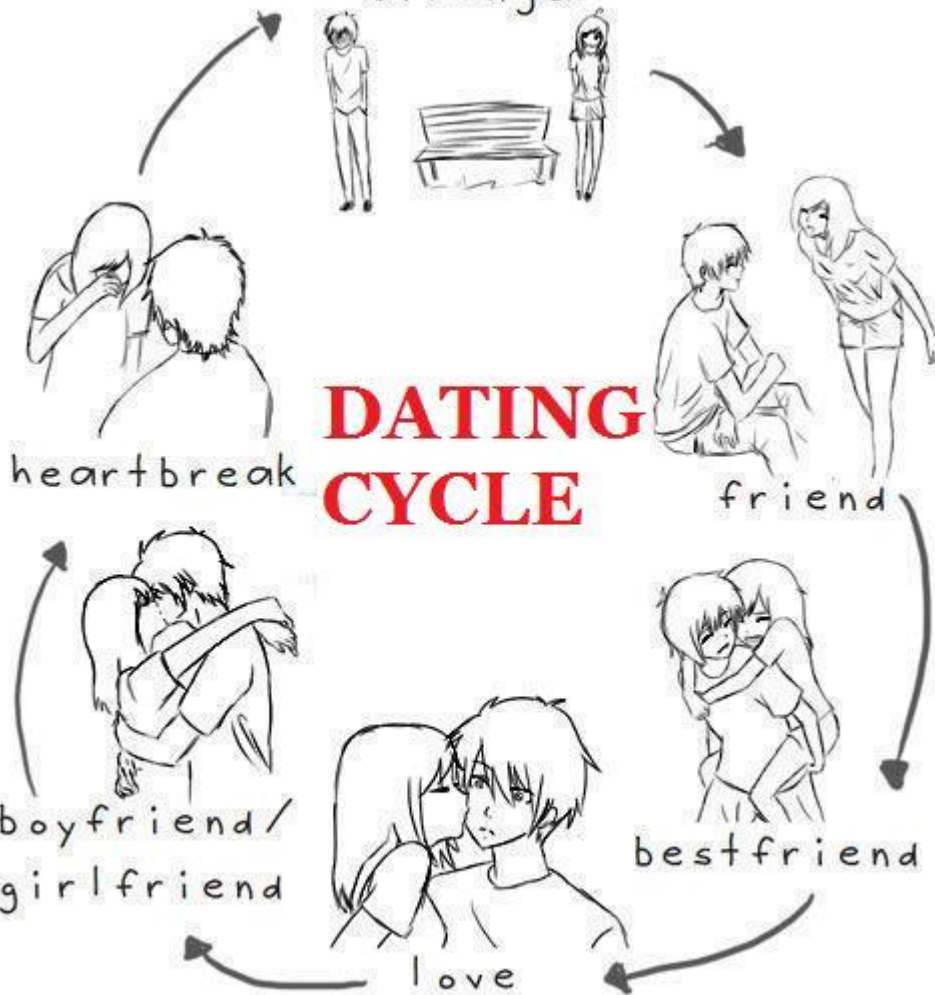 friend
bestfriend
love
boyfriend/
girlfriend
heartbreak
DATING
CYCLE